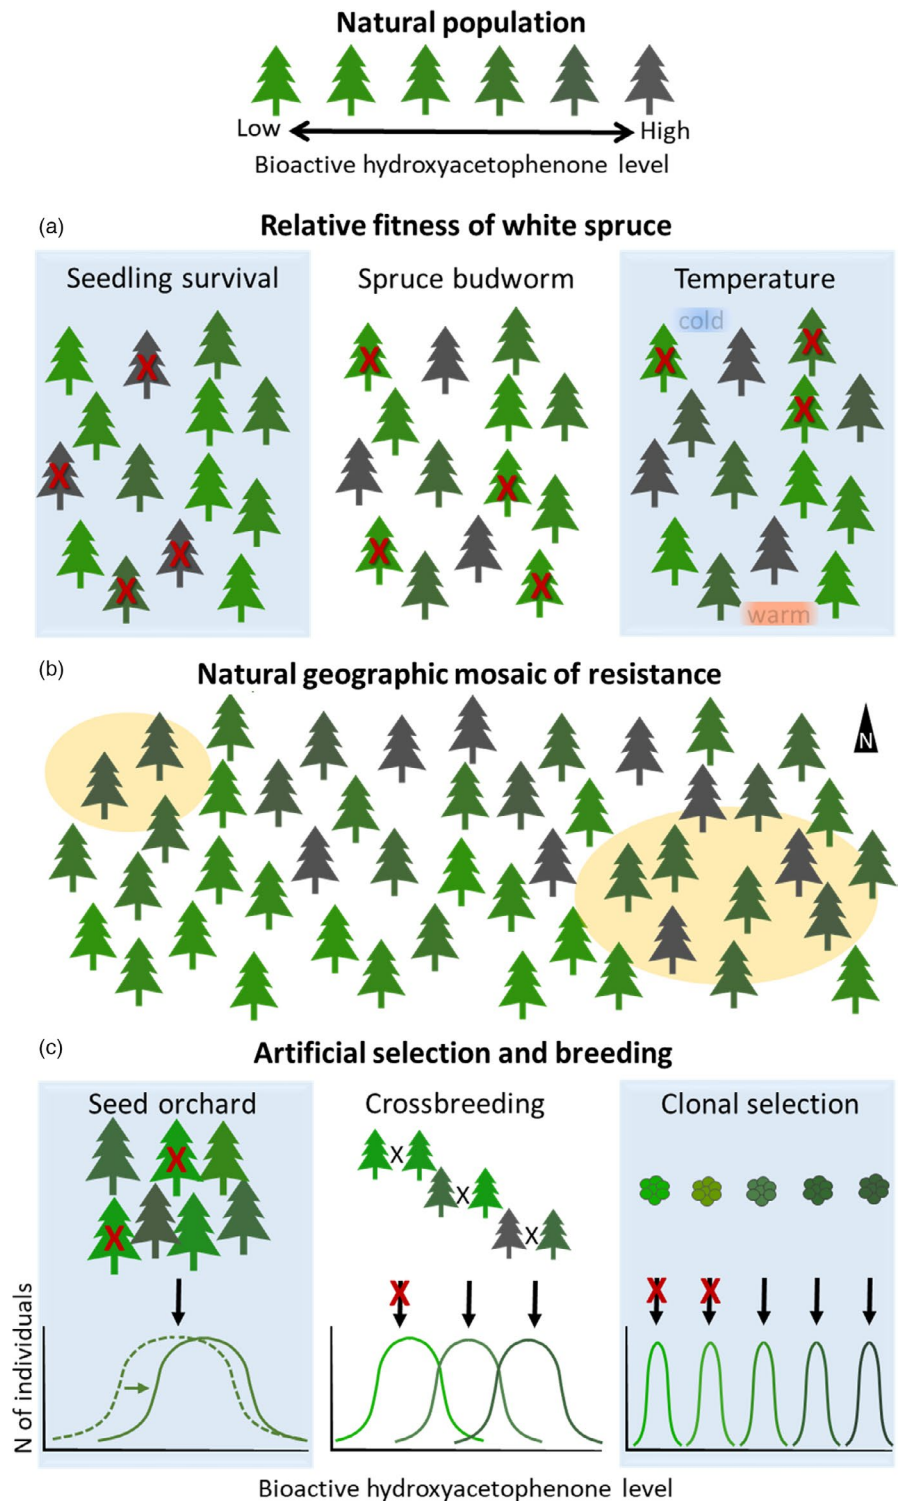 Natural population
Low
High
Bioactive hydroxyacetophenone level
(a)
Relative fitness of white spruce
Seedling survival
Spruce budworm
Temperature
cold
X
X
X
X
X
X
X
X
X
X
X
warm
(b)
Natural geographic mosaic of resistance
N
(c)
Artificial selection and breeding
Seed orchard
Crossbreeding
Clonal selection
X
X
X
X
X
X
X
X
N of individuals
Bioactive hydroxyacetophenone level